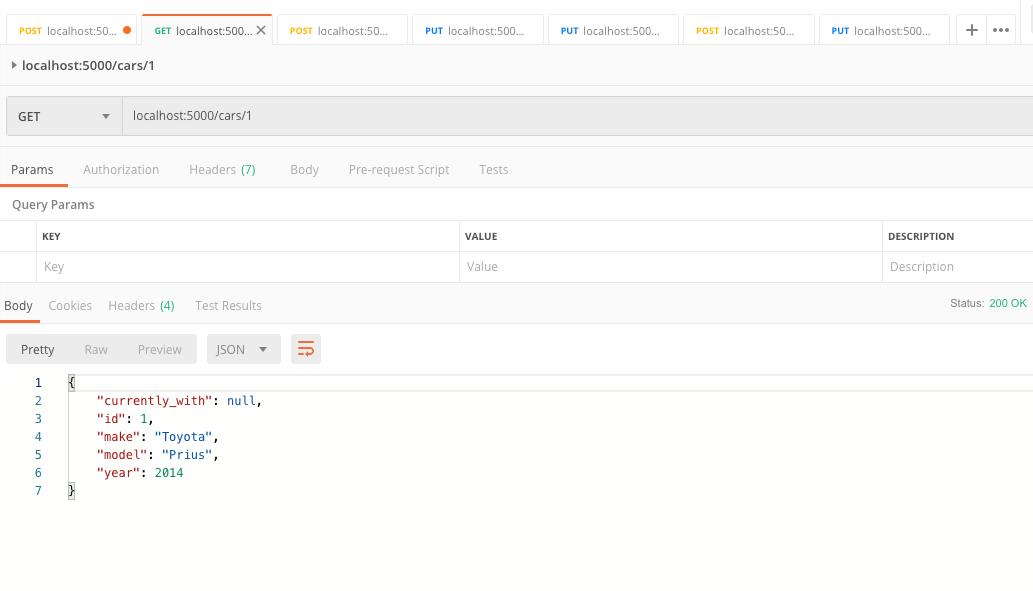 POST localhost:50... GET localhost:500... POST localhost:50... PUT localhost:500... PUT localhost:500... POST localhost:50... PUT localhost:500...
localhost:5000/cars/1
GET localhost:5000/cars/1
Params Authorization Headers (7) Body Pre-request Script Tests
Query Params
KEY VALUE DESCRIPTION
Key Value Description
Body Cookies Headers (4) Test Results Status: 200 OK
Pretty Raw Preview JSON
1 {
2 "currently_with": null,
3 "id": 1,
4 "make": "Toyota",
5 "model": "Prius",
6 "year": 2014
7 }